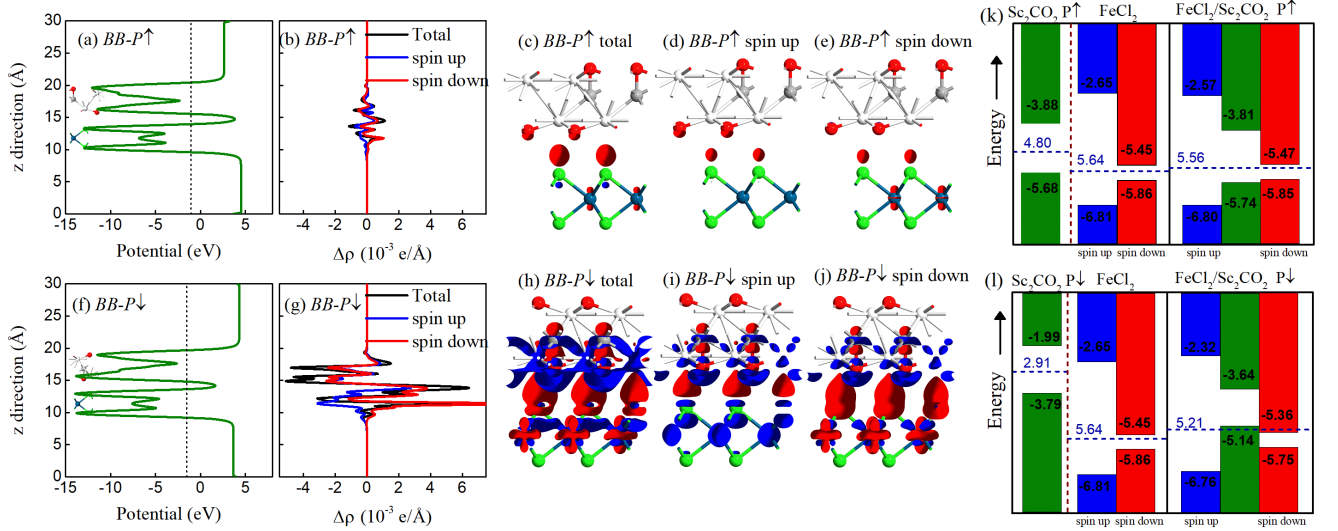 (a) BB-P↑
30
25
20
15
10
5
0
z direction (Å)
-15 -10 -5 0 5
Potential (eV)
(b) BB-P↑
Total
spin up
spin down
-4 -2 0 2 4 6
Δρ (10⁻³ e/Å)
(c) BB-P↑ total
(d) BB-P↑ spin up
(e) BB-P↑ spin down
(k)
Sc₂CO₂ P↑
FeCl₂
FeCl₂/Sc₂CO₂ P↑
Energy
-3.88
4.80
-5.68
-2.65
5.64
-6.81
-5.45
-5.86
-2.57
5.56
-6.80
-3.81
-5.74
-5.47
-5.85
spin up
spin down
spin up
spin down
(f) BB-P↓
30
25
20
15
10
5
0
z direction (Å)
-15 -10 -5 0 5
Potential (eV)
(g) BB-P↓
Total
spin up
spin down
-4 -2 0 2 4 6
Δρ (10⁻³ e/Å)
(h) BB-P↓ total
(i) BB-P↓ spin up
(j) BB-P↓ spin down
(l)
Sc₂CO₂ P↓
FeCl₂
FeCl₂/Sc₂CO₂ P↓
Energy
-1.99
2.91
-3.79
-2.66
5.64
-6.81
-5.45
-5.86
-2.32
5.21
-6.76
-3.64
-5.14
-5.36
-5.75
spin up
spin down
spin up
spin down